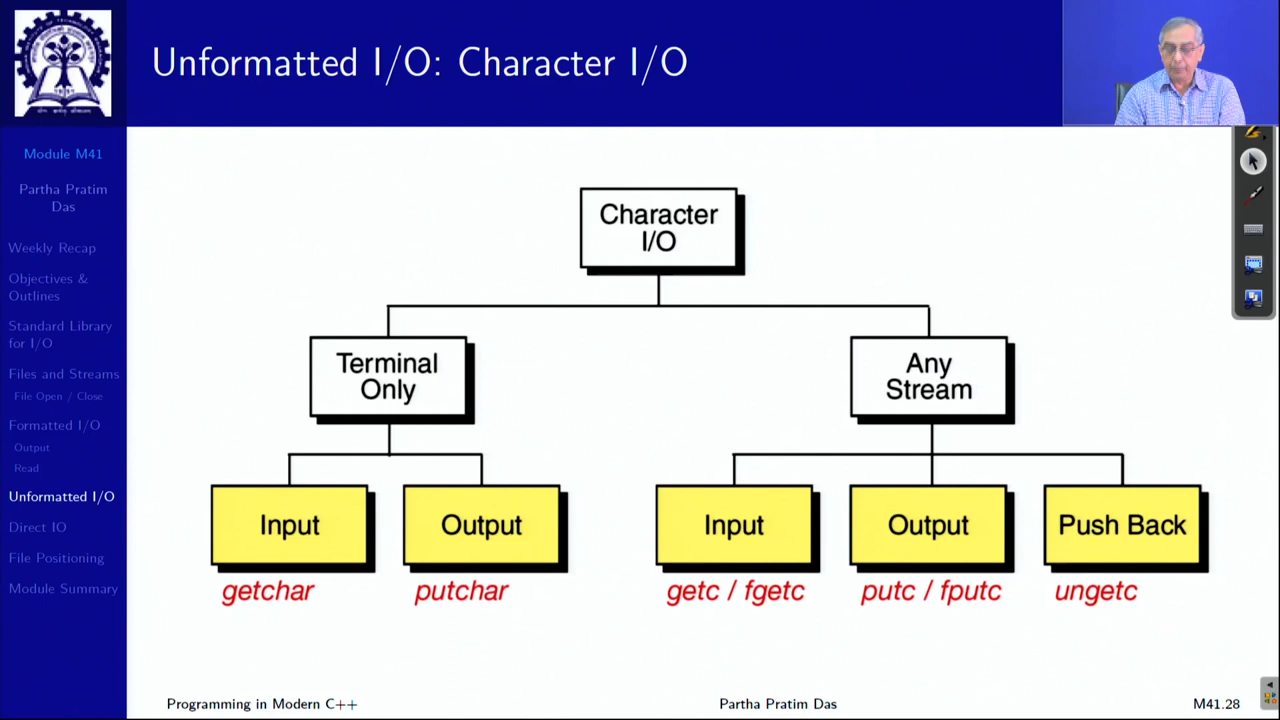 Unformatted I/O: Character I/O
Module M41
Partha Pratim
Das
Weekly Recap
Objectives &
Outlines
Standard Library
for I/O
Files and Streams
File Open / Close
Formatted I/O
Output
Read
Unformatted I/O
Direct IO
File Positioning
Module Summary
Character
I/O
Terminal
Only
Any
Stream
Input
Output
Input
Output
Push Back
getchar
putchar
getc / fgetc
putc / fputc
ungetc
Programming in Modern C++
Partha Pratim Das
M41.28